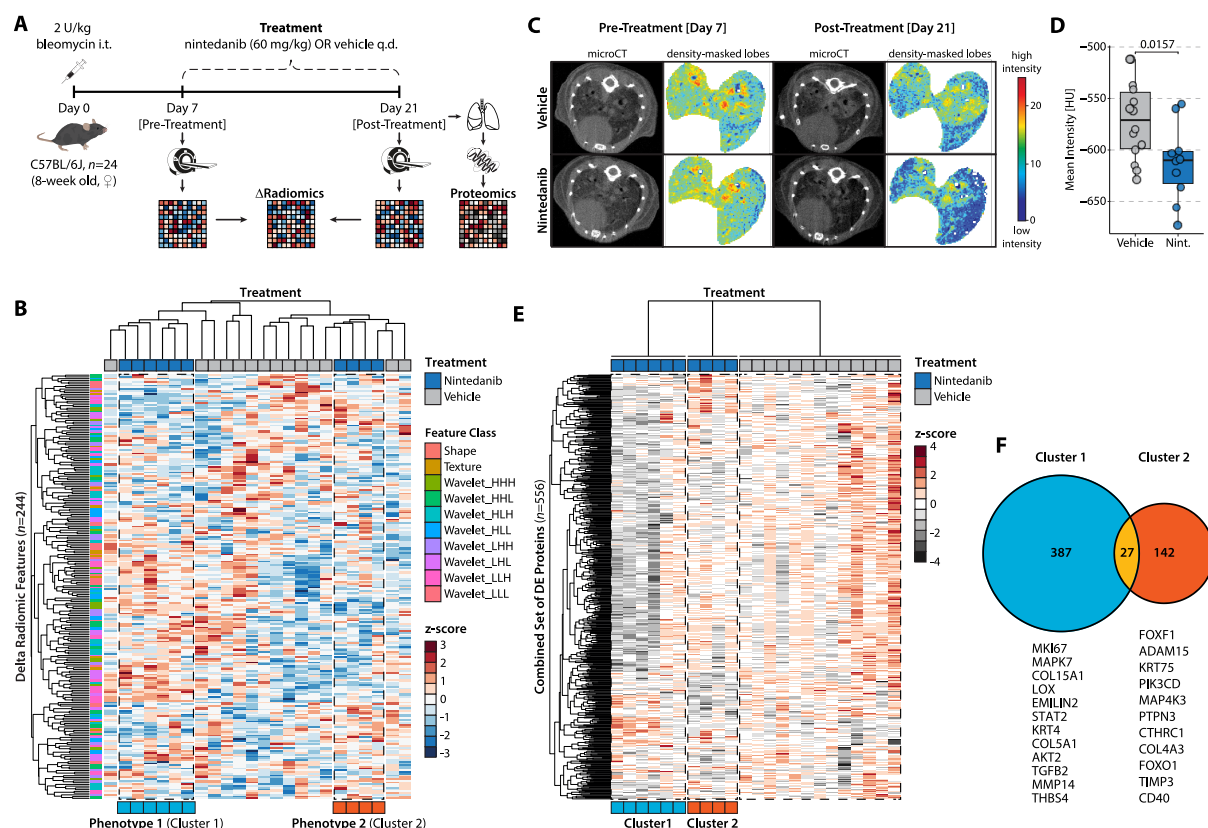 A
2 U/kg
bleomycin i.t.
Treatment
nintedanib (60 mg/kg) OR vehicle q.d.
Day 0
Day 7
[Pre-Treatment]
Day 21
[Post-Treatment]
C57BL/6J, n=24
(8-week old, ♀)
ΔRadiomics
Proteomics
C
Pre-Treatment [Day 7]
Post-Treatment [Day 21]
microCT
density-masked lobes
microCT
density-masked lobes
Vehicle
Nintedanib
high
intensity
20
10
0
low
intensity
D
0.0157
Mean Intensity [HU]
−500
−550
−600
−650
Vehicle
Nint.
B
Treatment
Delta Radiomic Features (n=244)
Treatment
Nintedanib
Vehicle
Feature Class
Shape
Texture
Wavelet_HHH
Wavelet_HHL
Wavelet_HLH
Wavelet_HLL
Wavelet_LHH
Wavelet_LHL
Wavelet_LLH
Wavelet_LLL
z-score
3
2
1
0
-1
-2
-3
Phenotype 1 (Cluster 1)
Phenotype 2 (Cluster 2)
E
Treatment
Combined Set of DE Proteins (n=556)
Treatment
Nintedanib
Vehicle
z-score
4
2
0
-2
-4
Cluster1
Cluster 2
F
Cluster 1
Cluster 2
387
27
142
MKI67
MAPK7
COL15A1
LOX
EMILIN2
STAT2
KRT4
COL5A1
AKT2
TGFB2
MMP14
THBS4
FOXF1
ADAM15
KRT75
PIK3CD
MAP4K3
PTPN3
CTHRC1
COL4A3
FOXO1
TIMP3
CD40